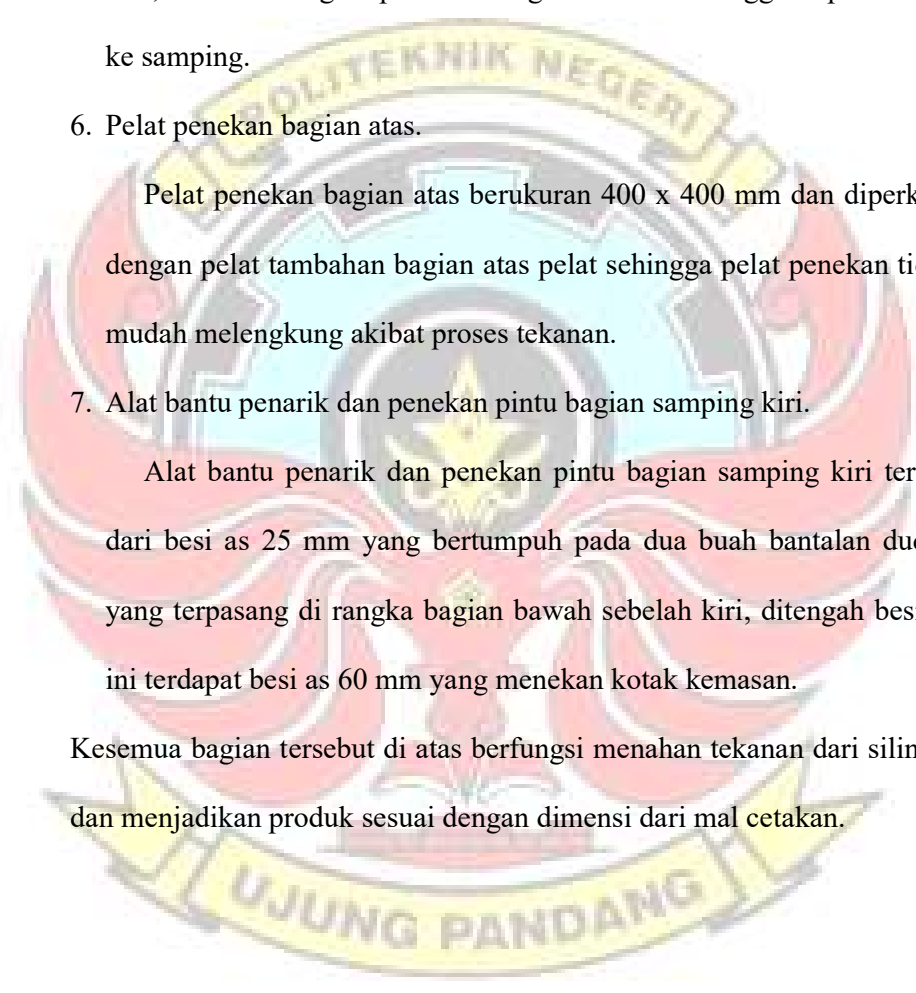 ke samping.
POLITEKNIK NEGERI
6. Pelat penekan bagian atas.
Pelat penekan bagian atas berukuran 400 x 400 mm dan diperk
dengan pelat tambahan bagian atas pelat sehingga pelat penekan
mudah melengkung akibat proses tekanan.
7. Alat bantu penarik dan penekan pintu bagian samping kiri.
Alat bantu penarik dan penekan pintu bagian samping kiri
dari besi as 25 mm yang bertumpuh pada dua buah bantalan
yang terpasang di rangka bagian bawah sebelah kiri, ditengah
ini terdapat besi as 60 mm yang menekan kotak kemasan.
Kesemua bagian tersebut di atas berfungsi menahan tekanan dari
dan menjadikan produk sesuai dengan dimensi dari mal cetakan.
UJUNG PANDANG